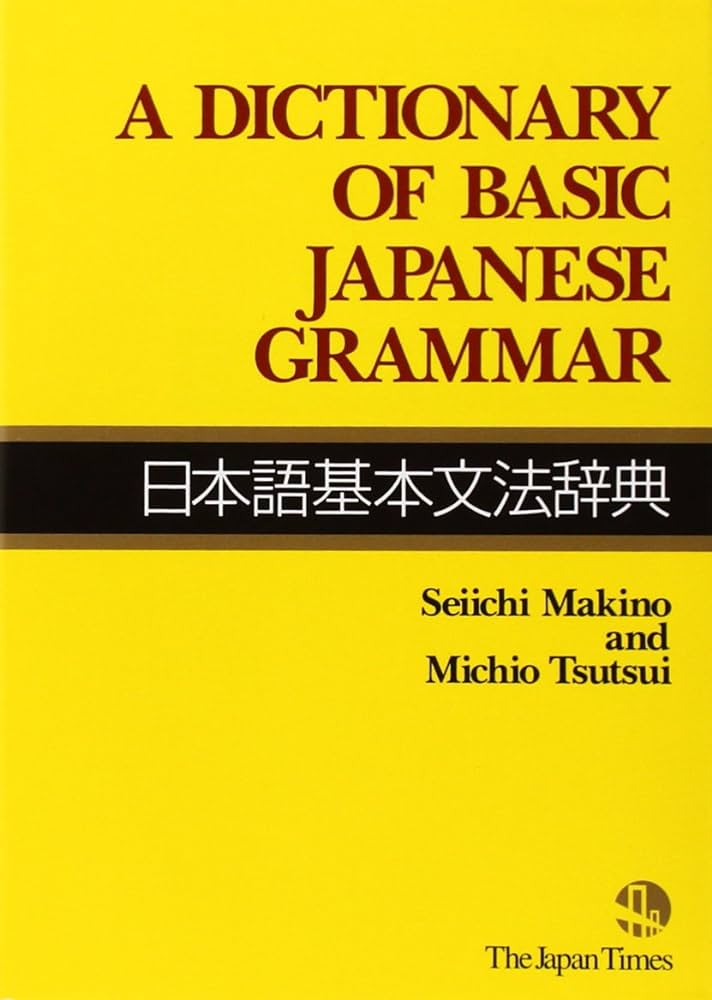 A DICTIONARY
OF BASIC
JAPANESE
GRAMMAR
日本語基本文法辞典
Seiichi Makino
and
Michio Tsutsui
The Japan Times